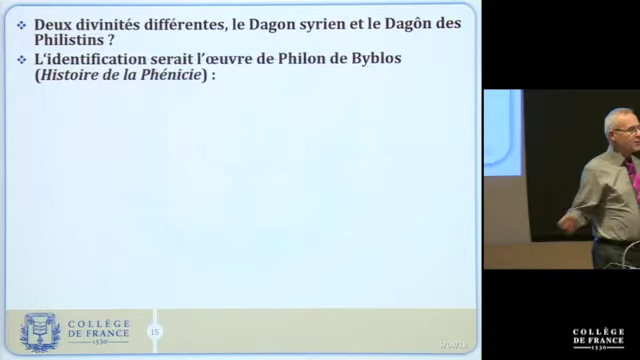 Deux divinités différentes, le Dagon syrien et le Dagôn des
Philistins ?
L'identification serait l'œuvre de Philon de Byblos
(Histoire de la Phénicie) :
COLLÈGE
DE FRANCE
1530
15
COLLÈGE
DE FRANCE
1530